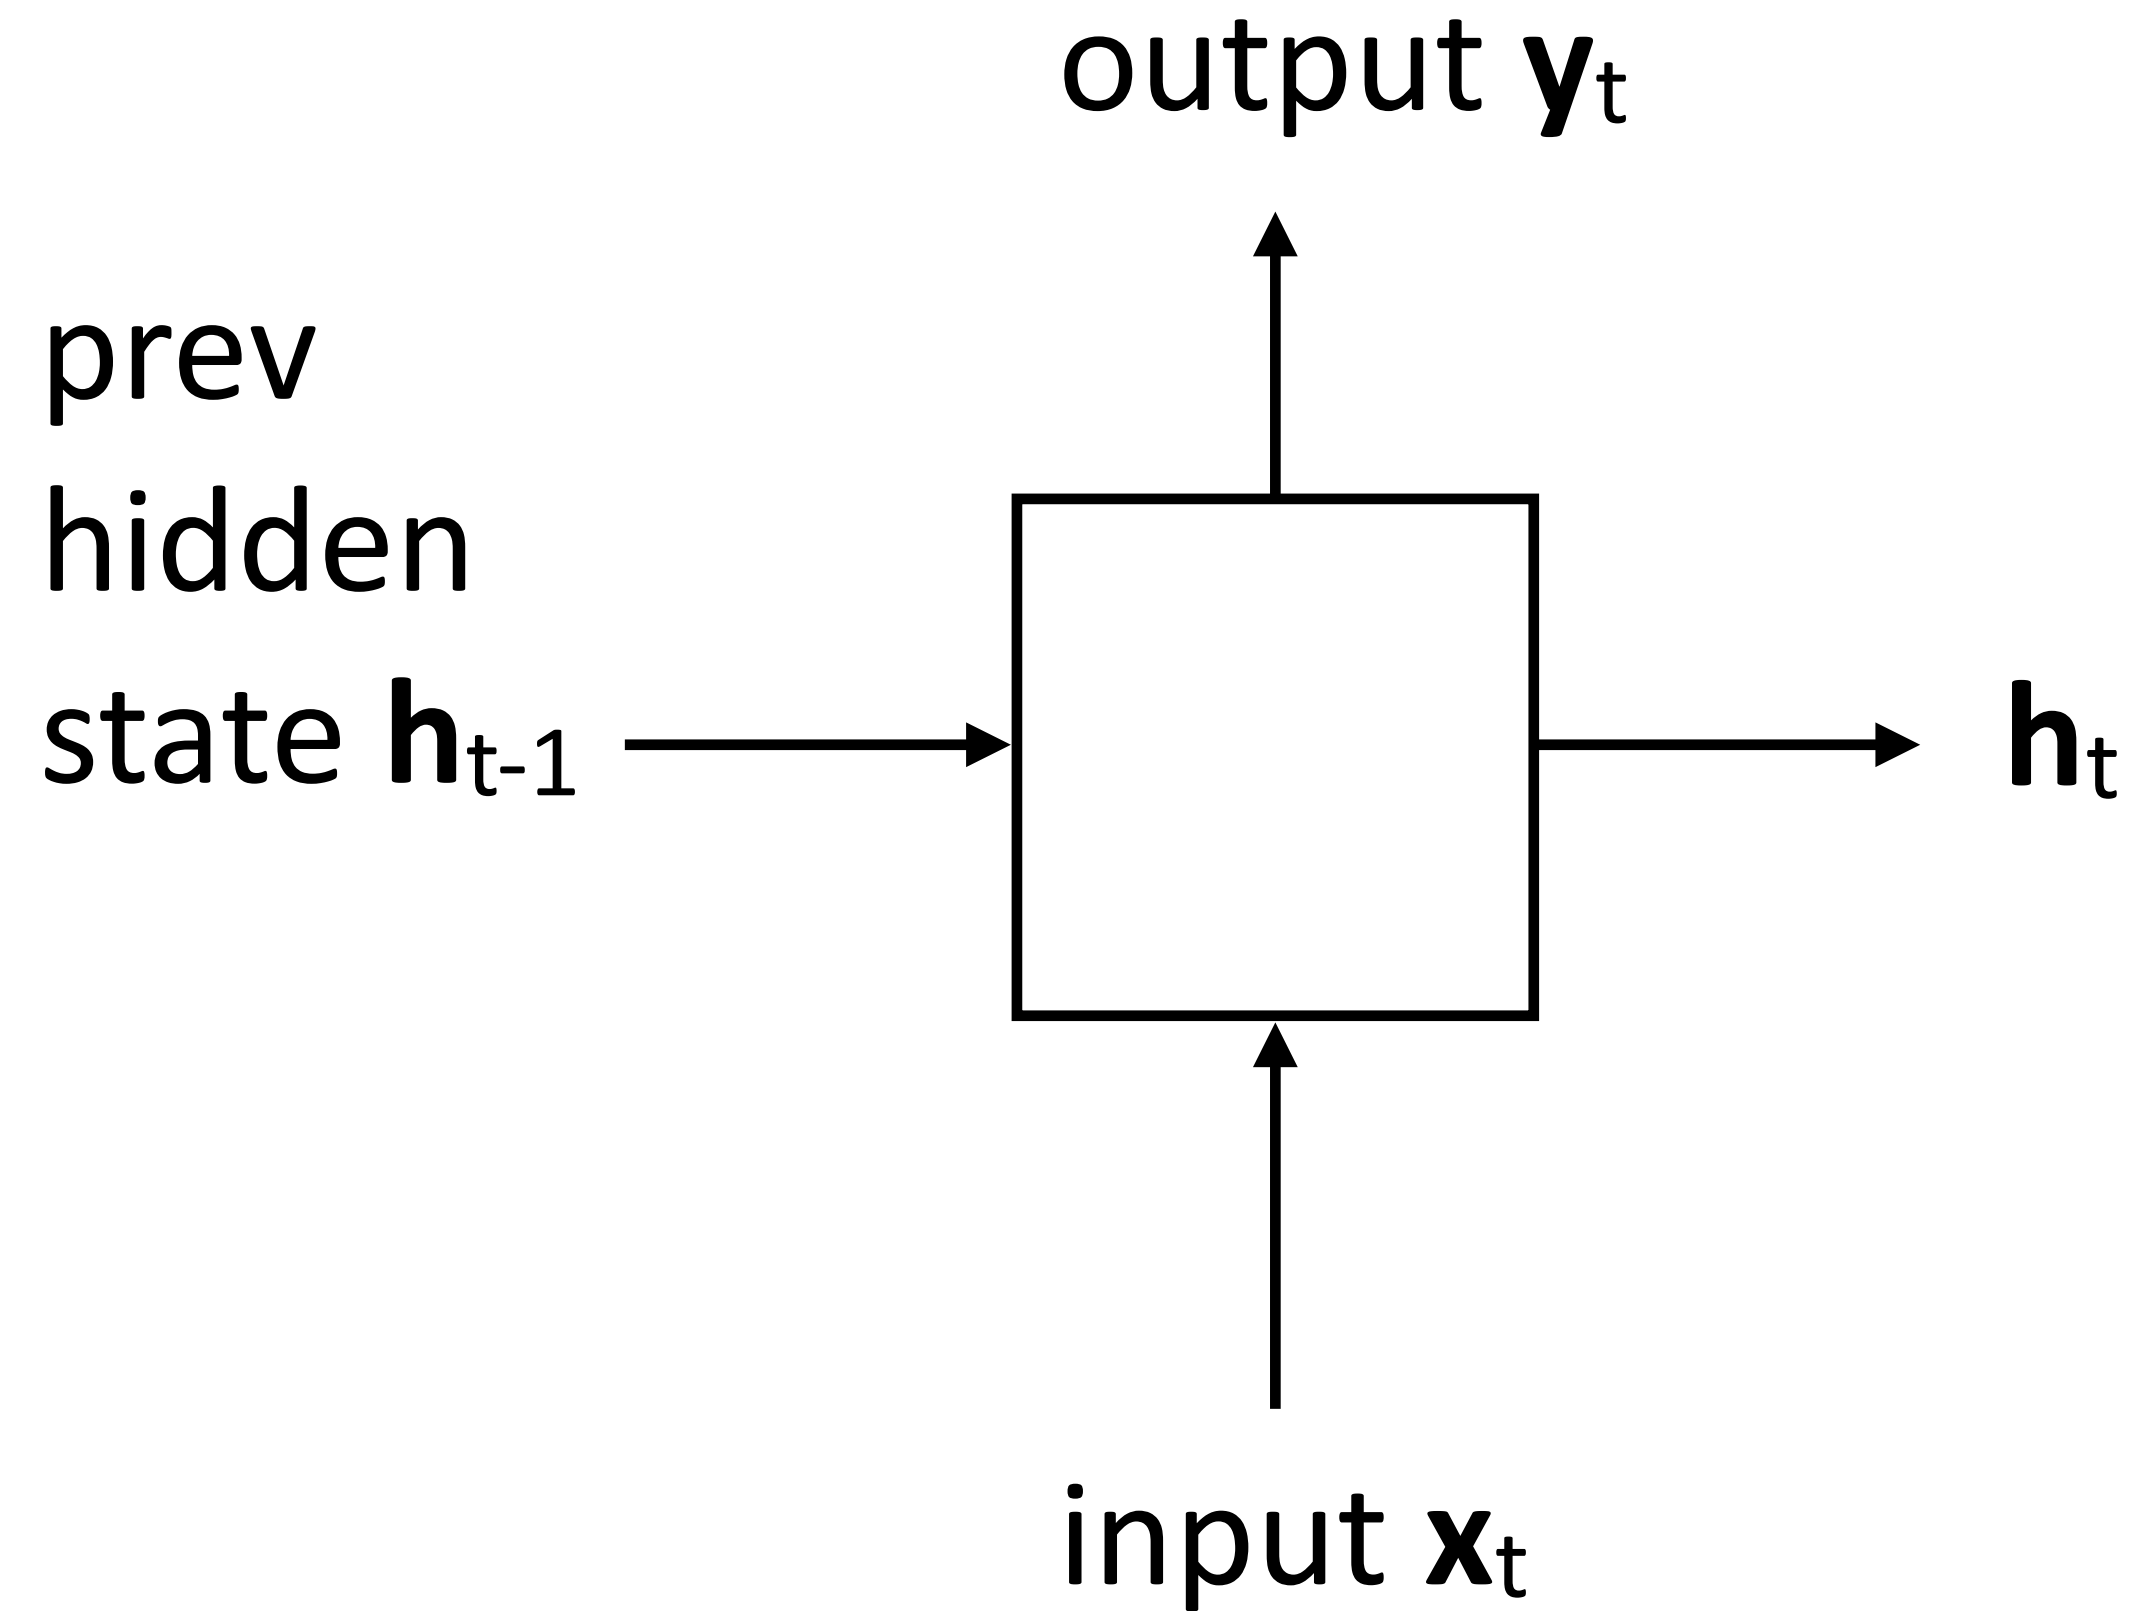 output yt
prev
hidden
state ht-1
ht
input xt